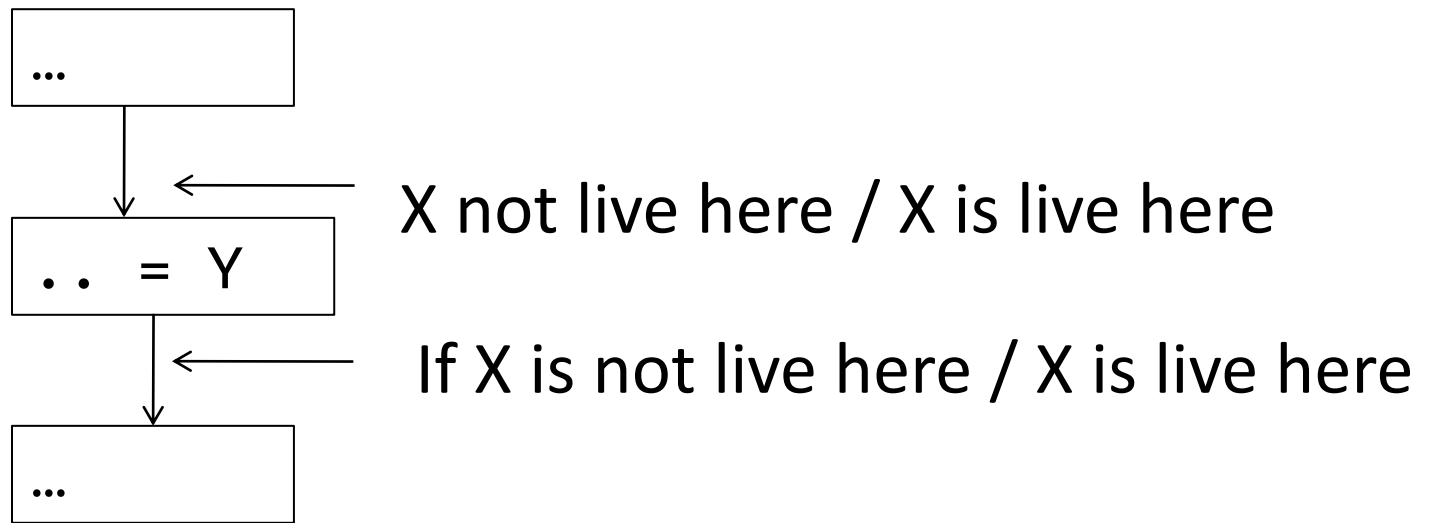 …
X not live here / X is live here
.. = Y
If X is not live here / X is live here
…